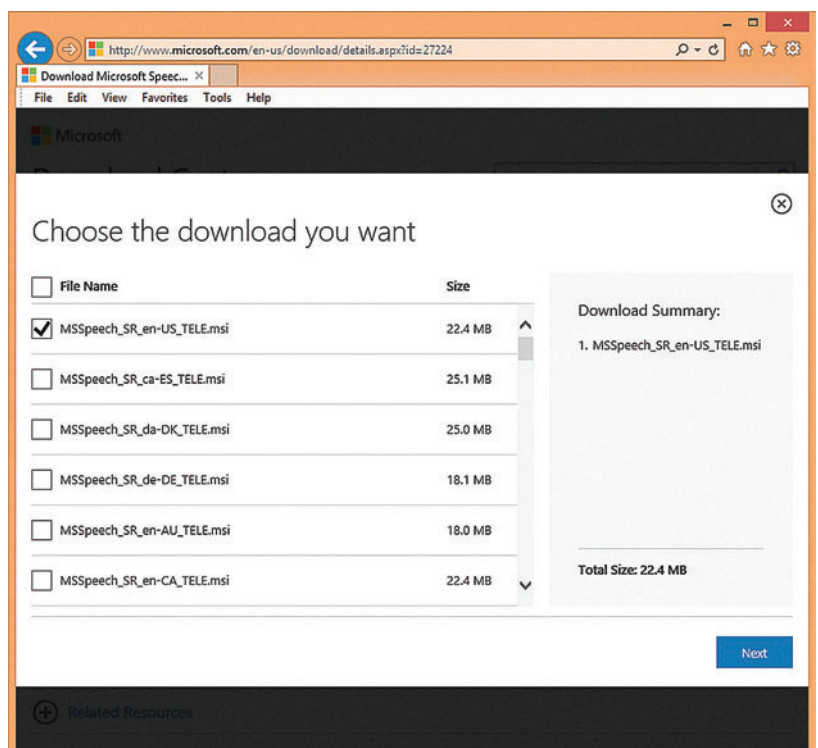 http://www.microsoft.com/en-us/download/details.aspx?id=27224
Download Microsoft Speec...
File Edit View Favorites Tools Help
Microsoft
Choose the download you want
File Name Size
MSSpeech_SR_en-US_TELE.msi 22.4 MB
MSSpeech_SR_ca-ES_TELE.msi 25.1 MB
MSSpeech_SR_da-DK_TELE.msi 25.0 MB
MSSpeech_SR_de-DE_TELE.msi 18.1 MB
MSSpeech_SR_en-AU_TELE.msi 18.0 MB
MSSpeech_SR_en-CA_TELE.msi 22.4 MB
Download Summary:
1. MSSpeech_SR_en-US_TELE.msi
Total Size: 22.4 MB
Next
Related Resources